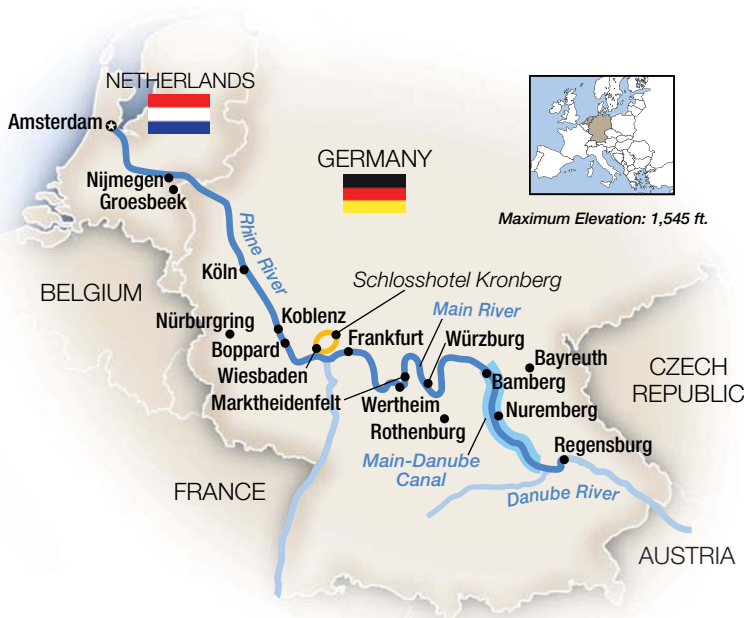 NETHERLANDS
Amsterdam
GERMANY
Maximum Elevation: 1,545 ft.
Nijmegen
Groesbeek
Rhine River
Köln
BELGIUM
Schlosshotel Kronberg
Nürburgring
Koblenz
Main River
Boppard
Frankfurt
Würzburg
Wiesbaden
Bayreuth
CZECH
REPUBLIC
Bamberg
Marktheidenfelt
Wertheim
Nuremberg
Rothenburg
Regensburg
Main-Danube
Canal
FRANCE
Danube River
AUSTRIA